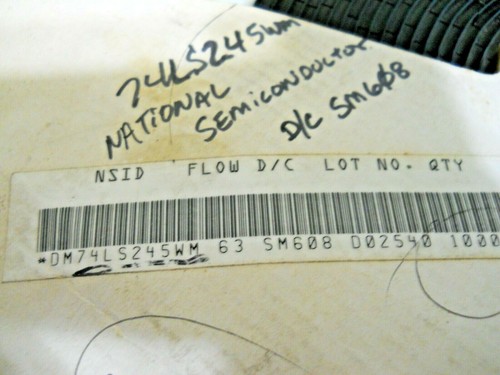 74LS245WM
NATIONAL
SEMICONDUCTOR
D/C SM608
NSID FLOW D/C LOT NO. QTY
*DM74LS245WM 63 SM608 D02540 1000